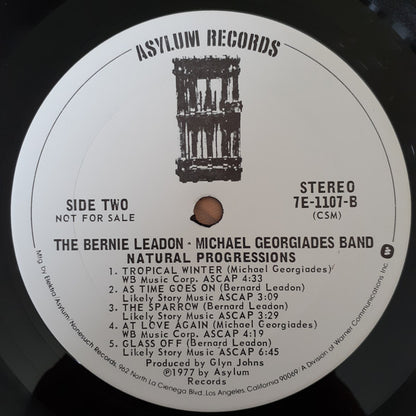 ASYLUM RECORDS
SIDE TWO
NOT FOR SALE
STEREO
7E-1107-B
(CSM)
THE BERNIE LEADON - MICHAEL GEORGIADES BAND
NATURAL PROGRESSIONS
1. TROPICAL WINTER (Michael Georgiades)
WB Music Corp. ASCAP 4:33
2. AS TIME GOES ON (Bernard Leadon)
Likely Story Music ASCAP 3:09
3. THE SPARROW (Bernard Leadon)
Likely Story Music ASCAP 3:29
4. AT LOVE AGAIN (Michael Georgiades)
WB Music Corp. ASCAP 4:19
5. GLASS OFF (Bernard Leadon)
Likely Story Music ASCAP 6:45
Produced by Glyn Johns
℗1977 by Asylum
Records
Mfg. by Elektra/Asylum/Nonesuch Records, 962 North La Cienega Blvd., Los Angeles, California 90069 • A Division of Warner Communications Inc.